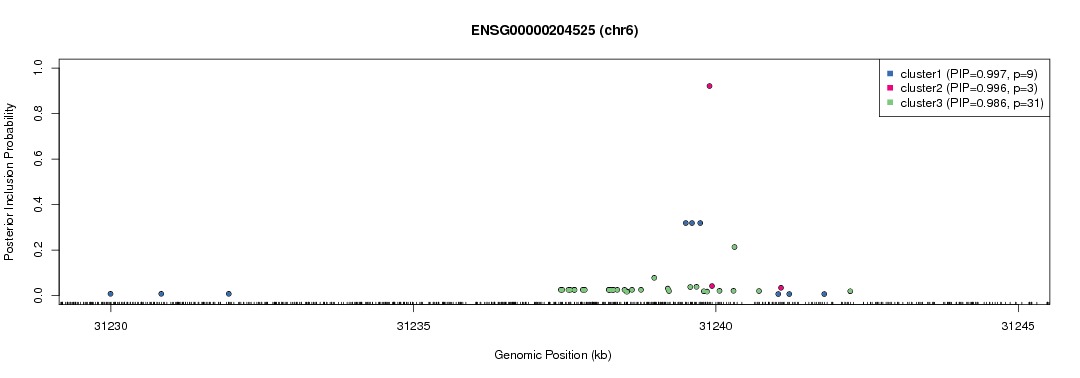 ENSG00000204525 (chr6)
cluster1 (PIP=0.997, p=9)
cluster2 (PIP=0.996, p=3)
cluster3 (PIP=0.986, p=31)
Posterior Inclusion Probability
1.0
0.8
0.6
0.4
0.2
0.0
31230
31235
31240
31245
Genomic Position (kb)